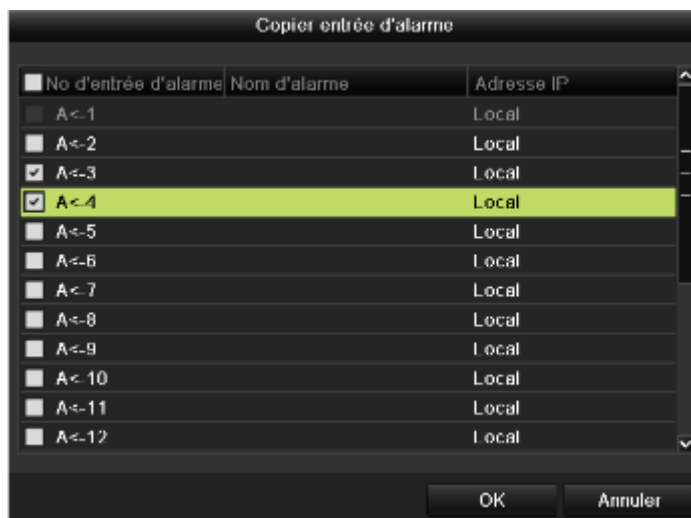 Copier entrée d'alarme
No d'entrée d'alarme Nom d'alarme Adresse IP
A<-1 Local
A<-2 Local
A<-3 Local
A<-4 Local
A<-5 Local
A<-6 Local
A<-7 Local
A<-8 Local
A<-9 Local
A<-10 Local
A<-11 Local
A<-12 Local
OK Annuler